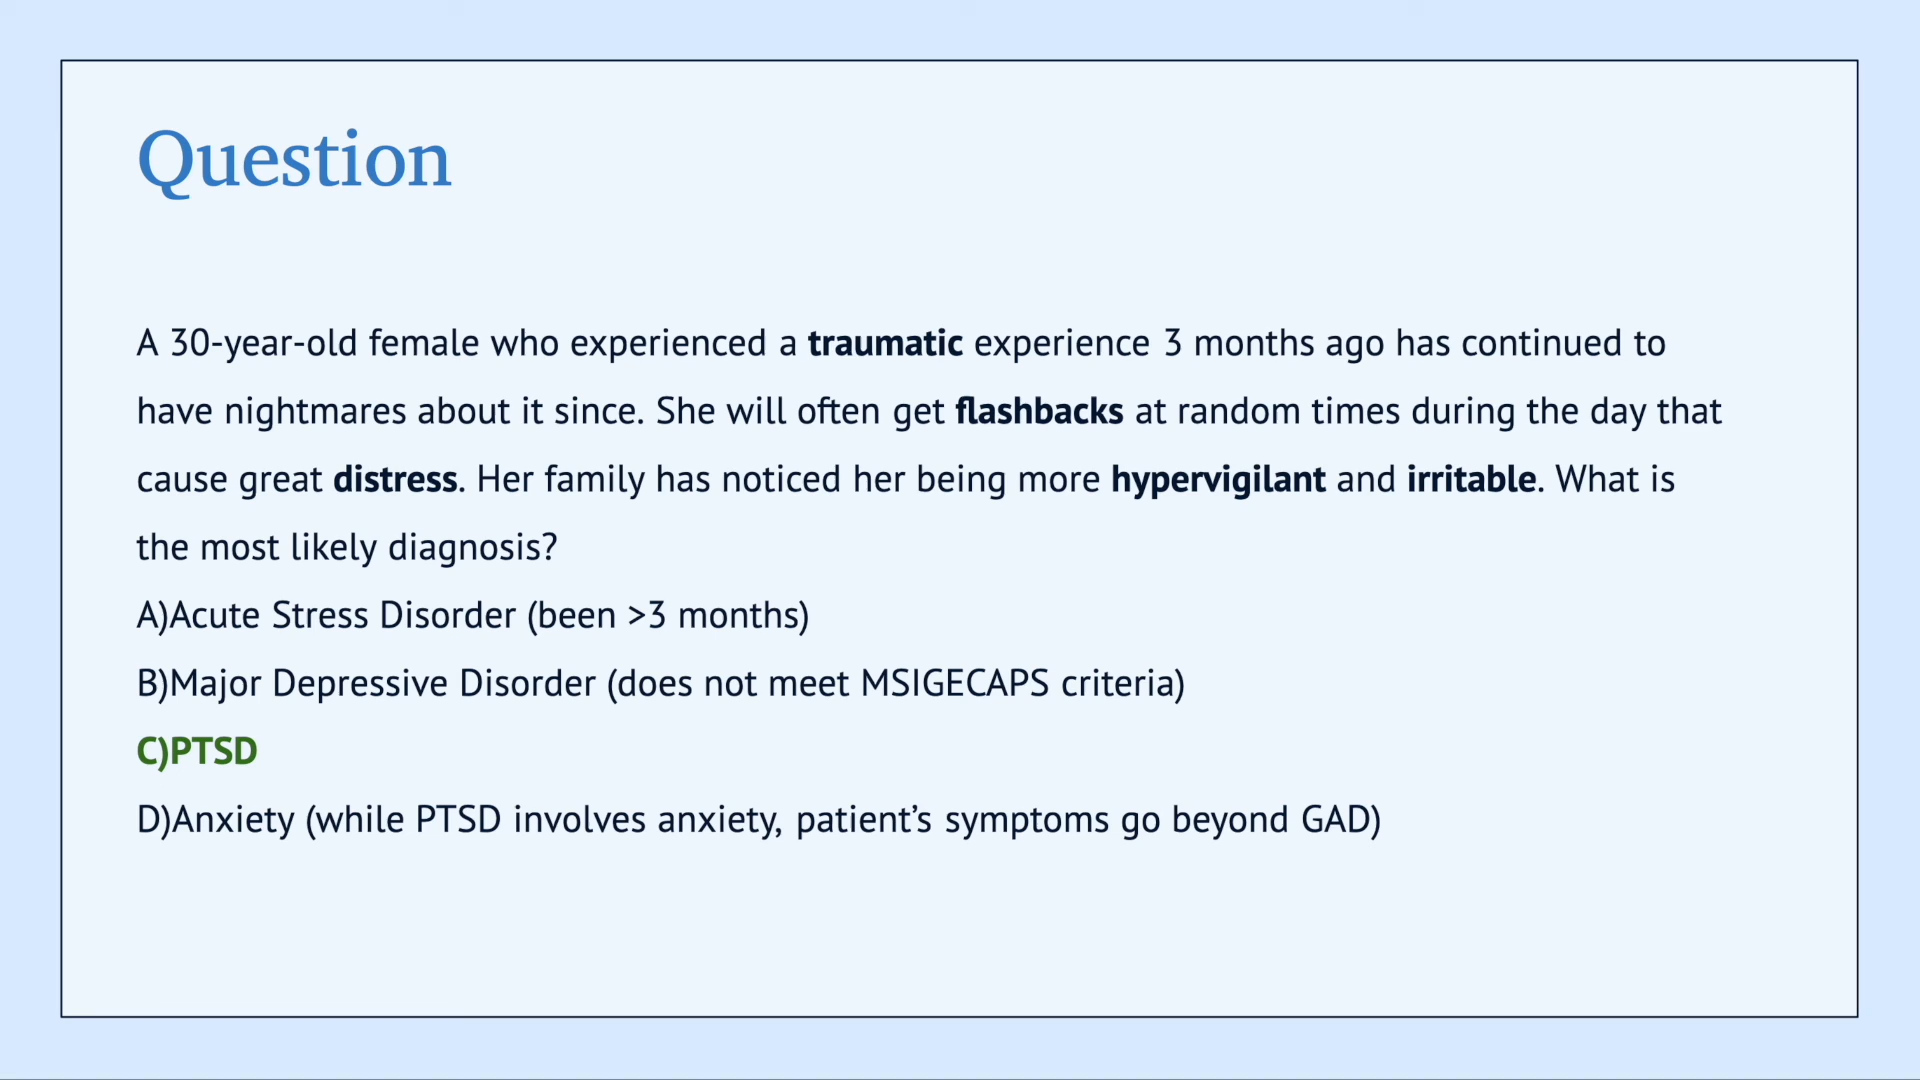 Question
A 30-year-old female who experienced a traumatic experience 3 months ago has continued to
have nightmares about it since. She will often get flashbacks at random times during the day that
cause great distress. Her family has noticed her being more hypervigilant and irritable. What is
the most likely diagnosis?
A)Acute Stress Disorder (been >3 months)
B)Major Depressive Disorder (does not meet MSIGECAPS criteria)
C)PTSD
D)Anxiety (while PTSD involves anxiety, patient’s symptoms go beyond GAD)